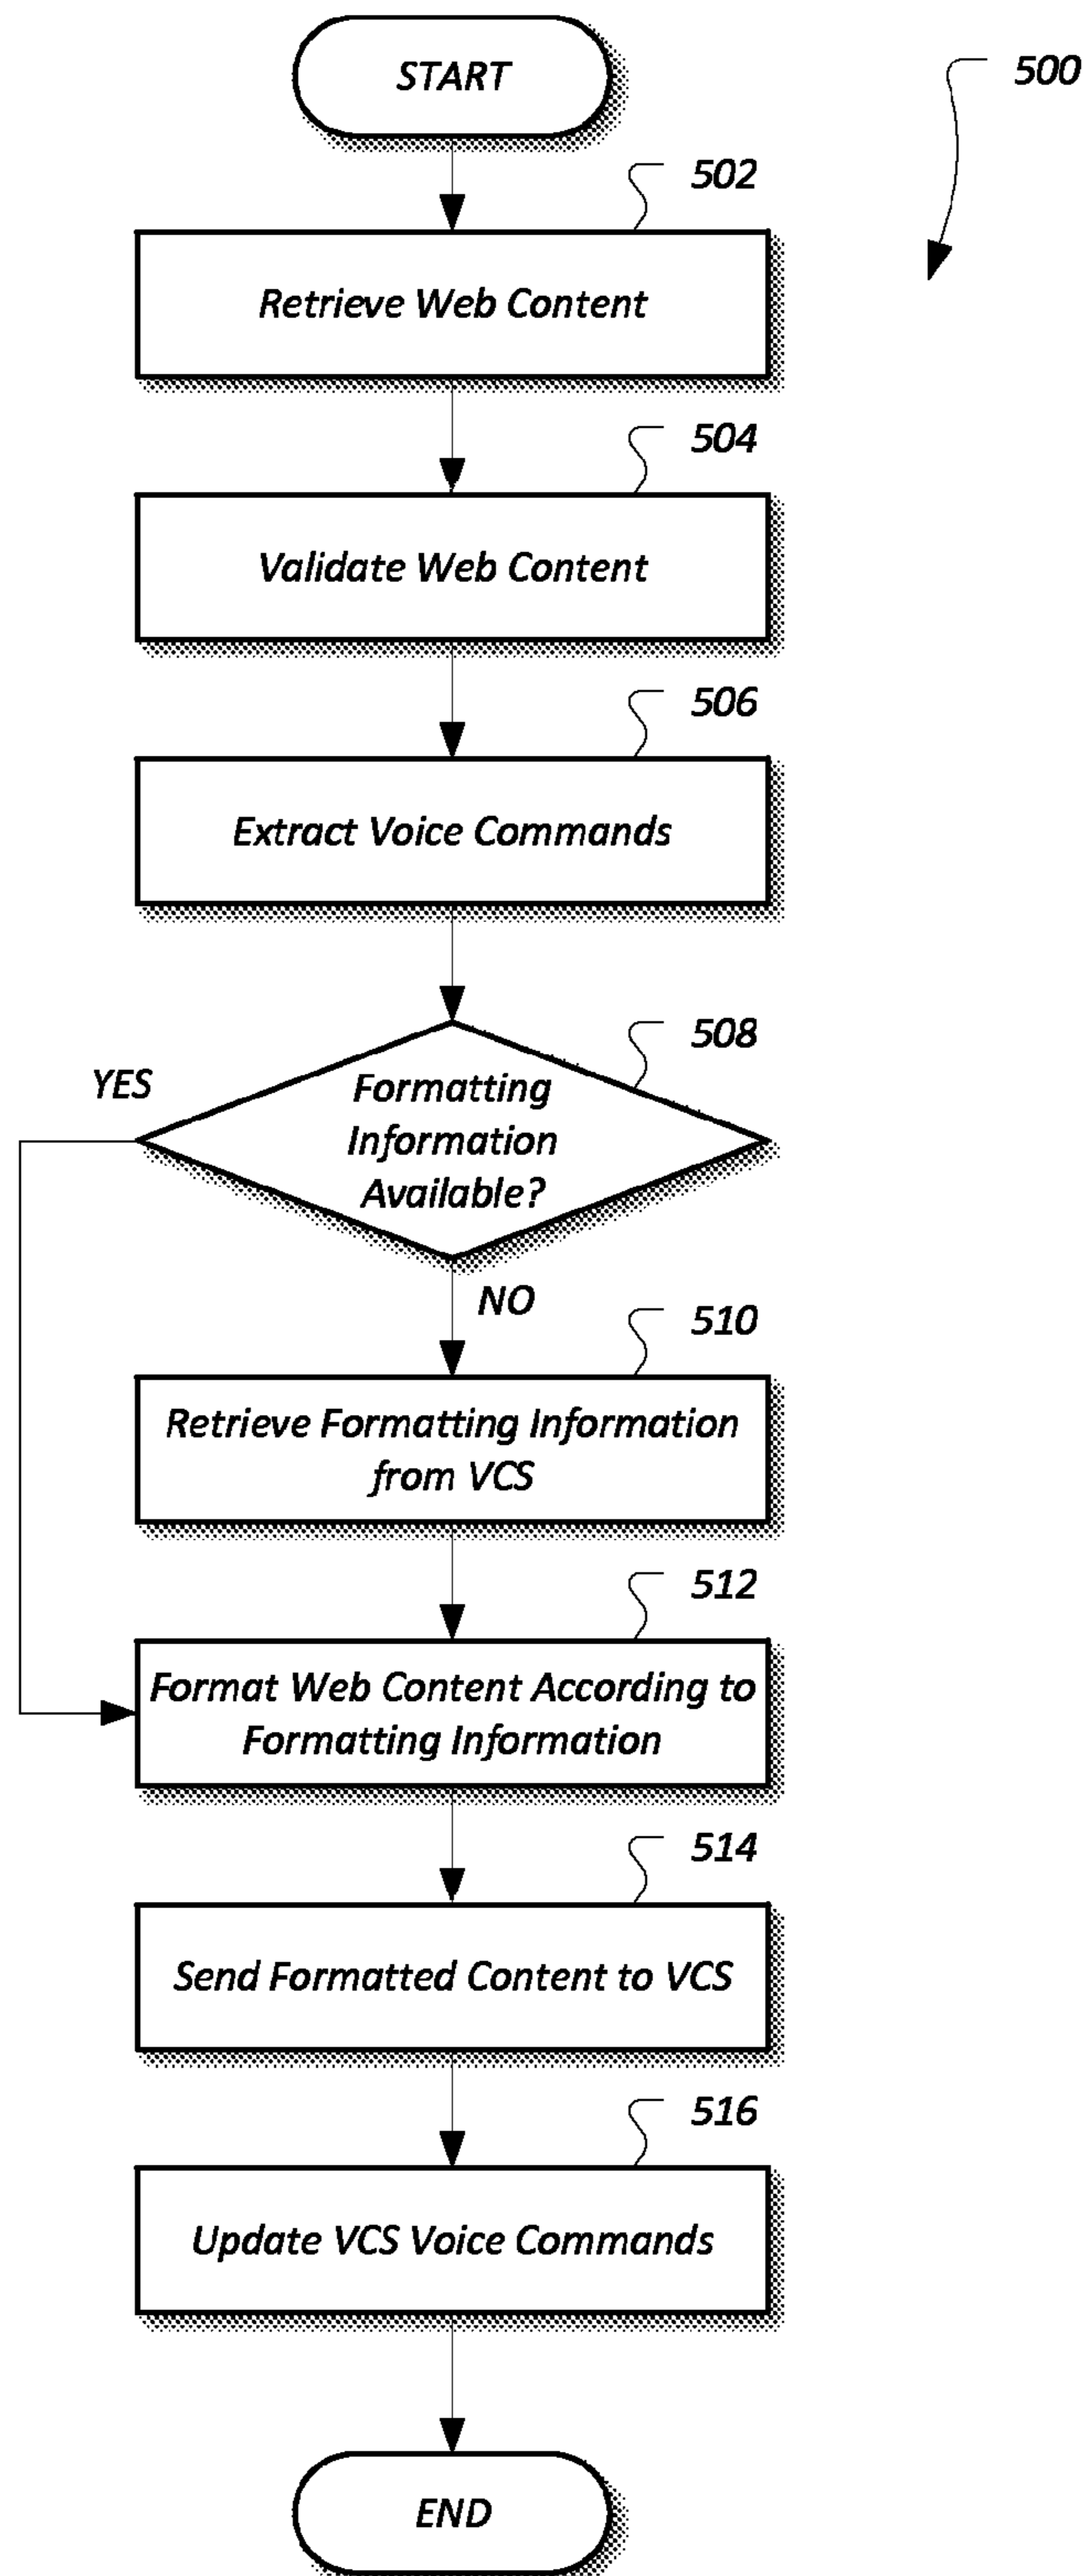 START
500
502
Retrieve Web Content
504
Validate Web Content
506
Extract Voice Commands
508
YES
Formatting
Information
Available?
NO
510
Retrieve Formatting Information
from VCS
512
Format Web Content According to
Formatting Information
514
Send Formatted Content to VCS
516
Update VCS Voice Commands
END